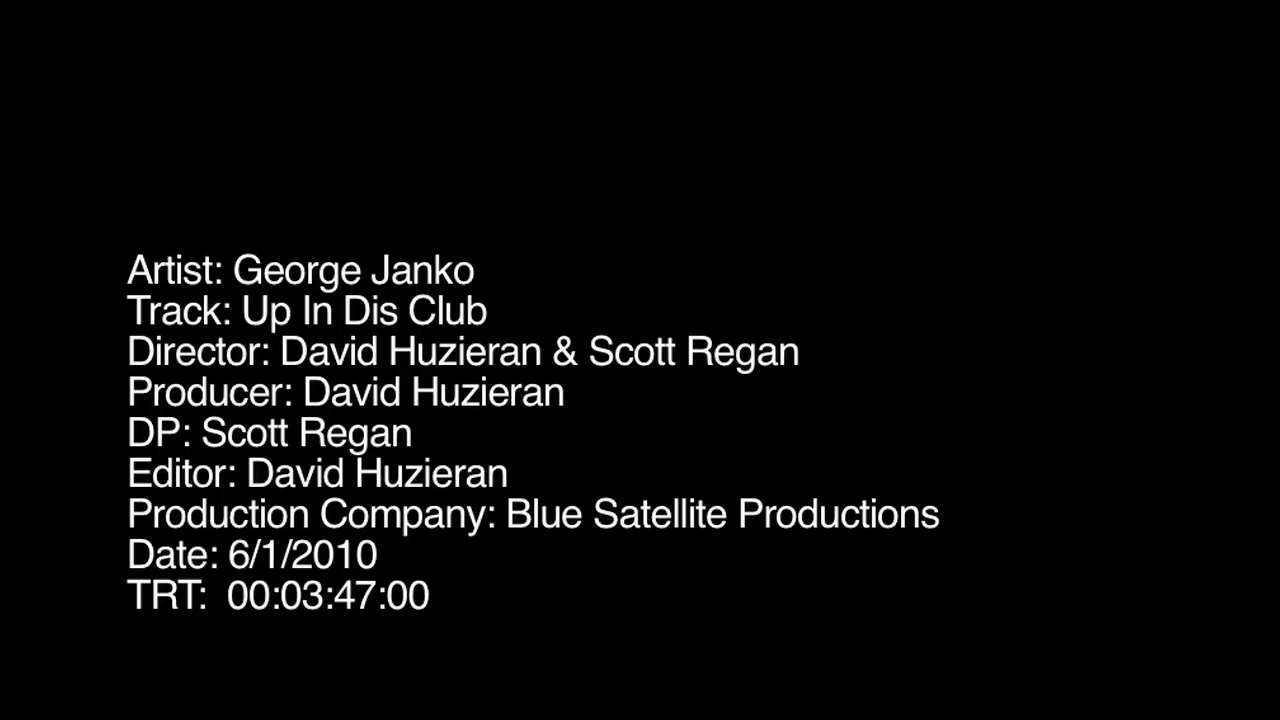 Artist: George Janko
Track: Up In Dis Club
Director: David Huzieran & Scott Regan
Producer: David Huzieran
DP: Scott Regan
Editor: David Huzieran
Production Company: Blue Satellite Productions
Date: 6/1/2010
TRT:  00:03:47:00